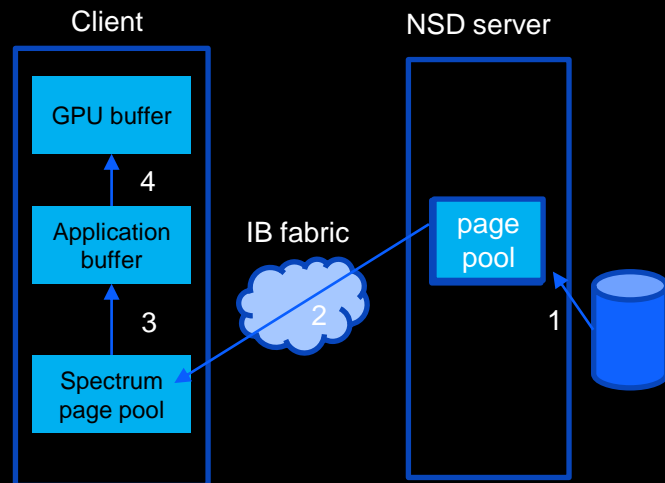 Client
NSD server
GPU buffer
4
Application
buffer
IB fabric
page
pool
3
2
1
Spectrum
page pool